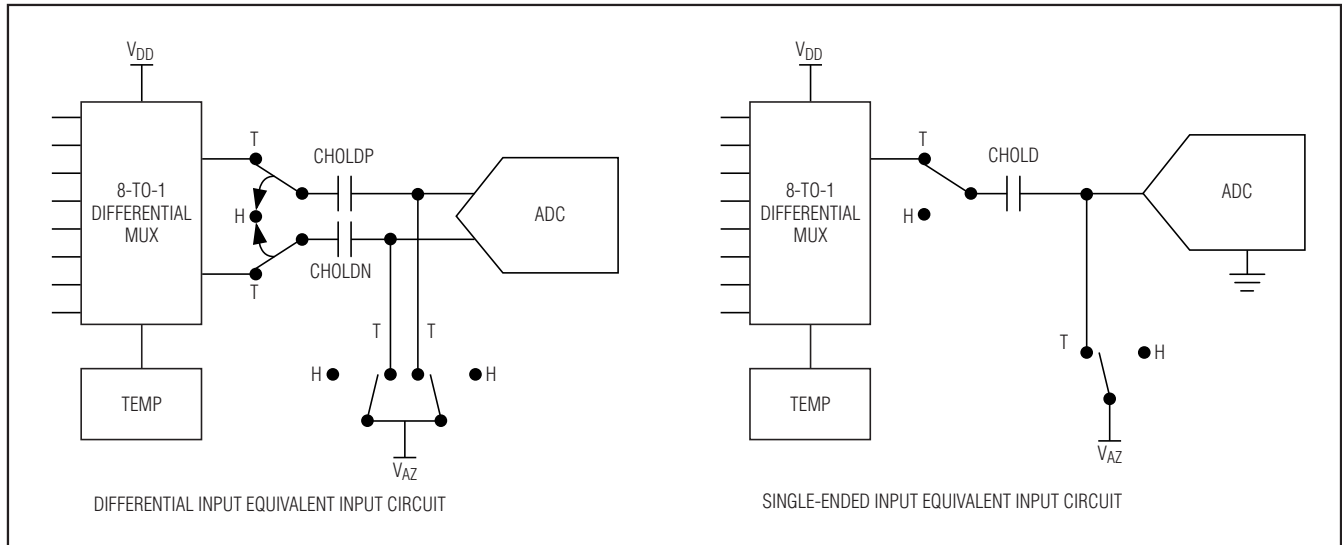 VDD
8-TO-1
DIFFERENTIAL
MUX
TEMP
T
H
T
CHOLDP
CHOLDN
ADC
T
T
H
H
VAZ
DIFFERENTIAL INPUT EQUIVALENT INPUT CIRCUIT
VDD
8-TO-1
DIFFERENTIAL
MUX
TEMP
T
H
CHOLD
ADC
T
H
VAZ
SINGLE-ENDED INPUT EQUIVALENT INPUT CIRCUIT